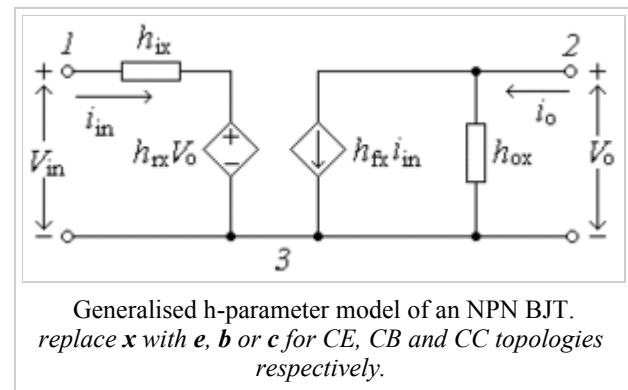 1
h_ix
2
+
+
i_in
i_o
V_in
h_rx V_o
+
−
h_fx i_in
h_ox
V_o
−
−
3
Generalised h-parameter model of an NPN BJT.
replace x with e, b or c for CE, CB and CC topologies
respectively.